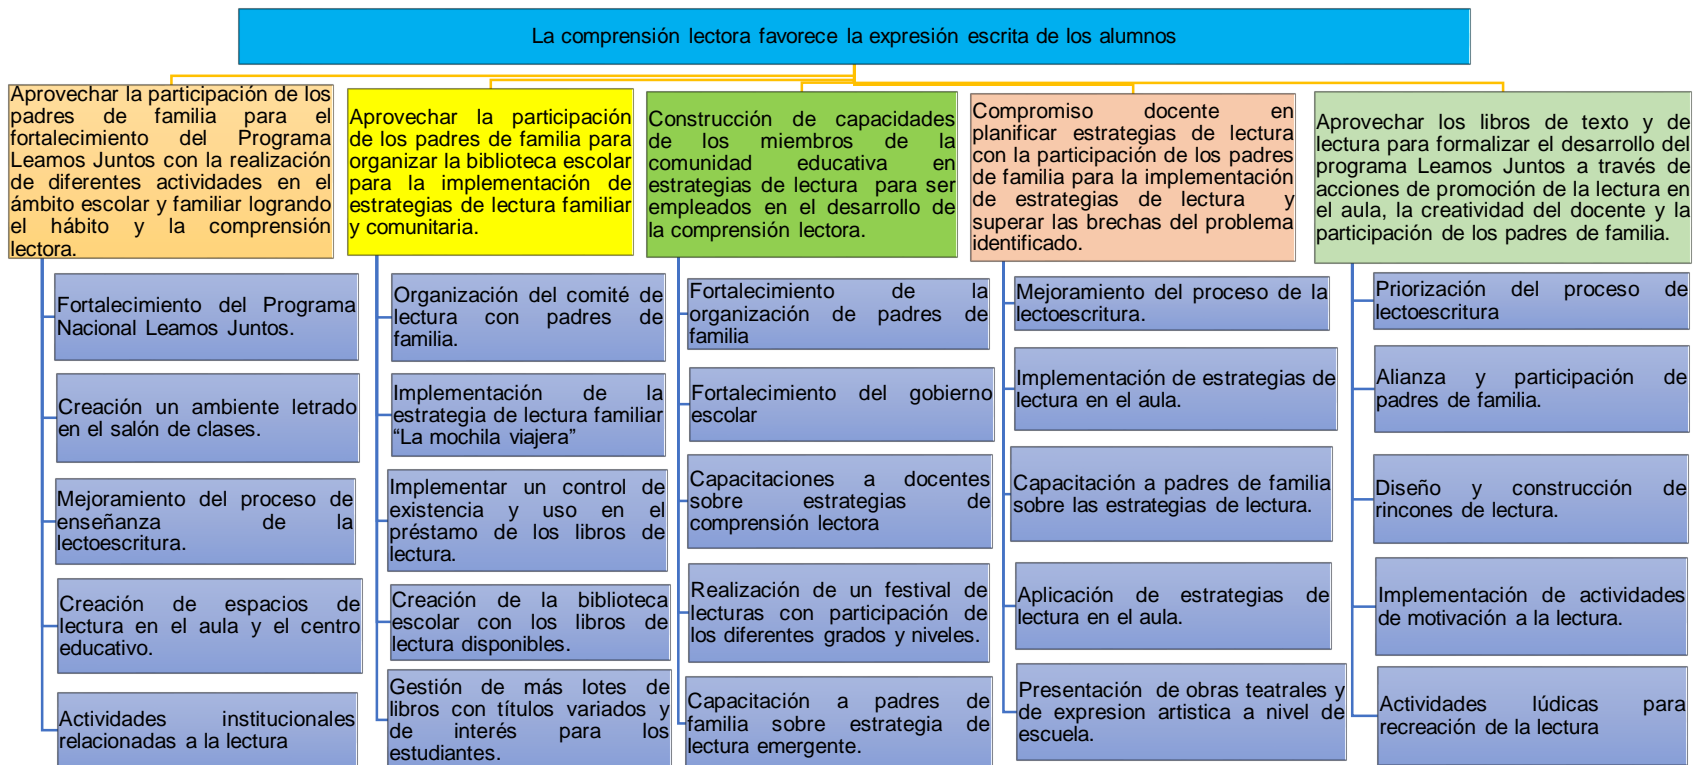 La comprensión lectora favorece la expresión escrita de los alumnos
Aprovechar la participación de los
padres de familia para el
fortalecimiento del Programa
Leamos Juntos con la realización
de diferentes actividades en el
ámbito escolar y familiar logrando
el hábito y la comprensión
lectora.
Fortalecimiento del Programa
Nacional Leamos Juntos.
Creación un ambiente letrado
en el salón de clases.
Mejoramiento del proceso de
enseñanza de la
lectoescritura.
Creación de espacios de
lectura en el aula y el centro
educativo.
Actividades institucionales
relacionadas a la lectura
Aprovechar la participación
de los padres de familia para
organizar la biblioteca escolar
para la implementación de
estrategias de lectura familiar
y comunitaria.
Organización del comité de
lectura con padres de
familia.
Implementación de la
estrategia de lectura familiar
“La mochila viajera”
Implementar un control de
existencia y uso en el
préstamo de los libros de
lectura.
Creación de la biblioteca
escolar con los libros de
lectura disponibles.
Gestión de más lotes de
libros con títulos variados y
de interés para los
estudiantes.
Construcción de capacidades
de los miembros de la
comunidad educativa en
estrategias de lectura para ser
empleados en el desarrollo de
la comprensión lectora.
Fortalecimiento de la
organización de padres de
familia
Fortalecimiento del gobierno
escolar
Capacitaciones a docentes
sobre estrategias de
comprensión lectora
Realización de un festival de
lecturas con participación de
los diferentes grados y niveles.
Capacitación a padres de
familia sobre estrategia de
lectura emergente.
Compromiso docente en
planificar estrategias de lectura
con la participación de los padres
de familia para la implementación
de estrategias de lectura y
superar las brechas del problema
identificado.
Mejoramiento del proceso de la
lectoescritura.
Implementación de estrategias de
lectura en el aula.
Capacitación a padres de familia
sobre las estrategias de lectura.
Aplicación de estrategias de
lectura en el aula.
Presentación de obras teatrales y
de expresion artistica a nivel de
escuela.
Aprovechar los libros de texto y de
lectura para formalizar el desarrollo del
programa Leamos Juntos a través de
acciones de promoción de la lectura en
el aula, la creatividad del docente y la
participación de los padres de familia.
Priorización del proceso de
lectoescritura
Alianza y participación de
padres de familia.
Diseño y construcción de
rincones de lectura.
Implementación de actividades
de motivación a la lectura.
Actividades lúdicas para
recreación de la lectura